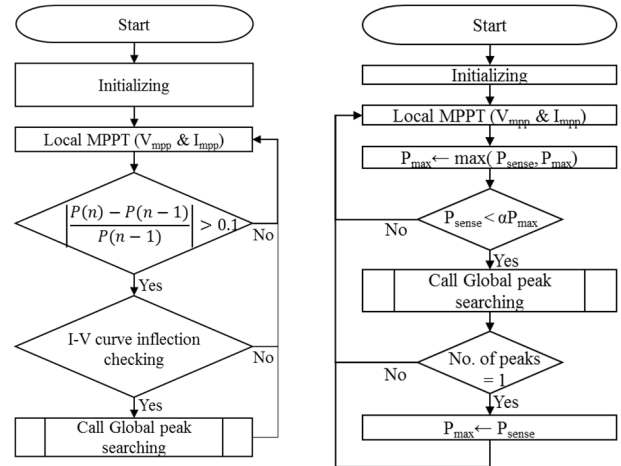 Start
Initializing
Local MPPT (Vmpp & Impp)
|P(n) − P(n − 1) / P(n − 1)| > 0.1
No
Yes
I-V curve inflection
checking
No
Yes
Call Global peak
searching
Start
Initializing
Local MPPT (Vmpp & Impp)
Pmax← max( Psense, Pmax)
Psense < αPmax
No
Yes
Call Global peak
searching
No. of peaks
= 1
No
Yes
Pmax← Psense